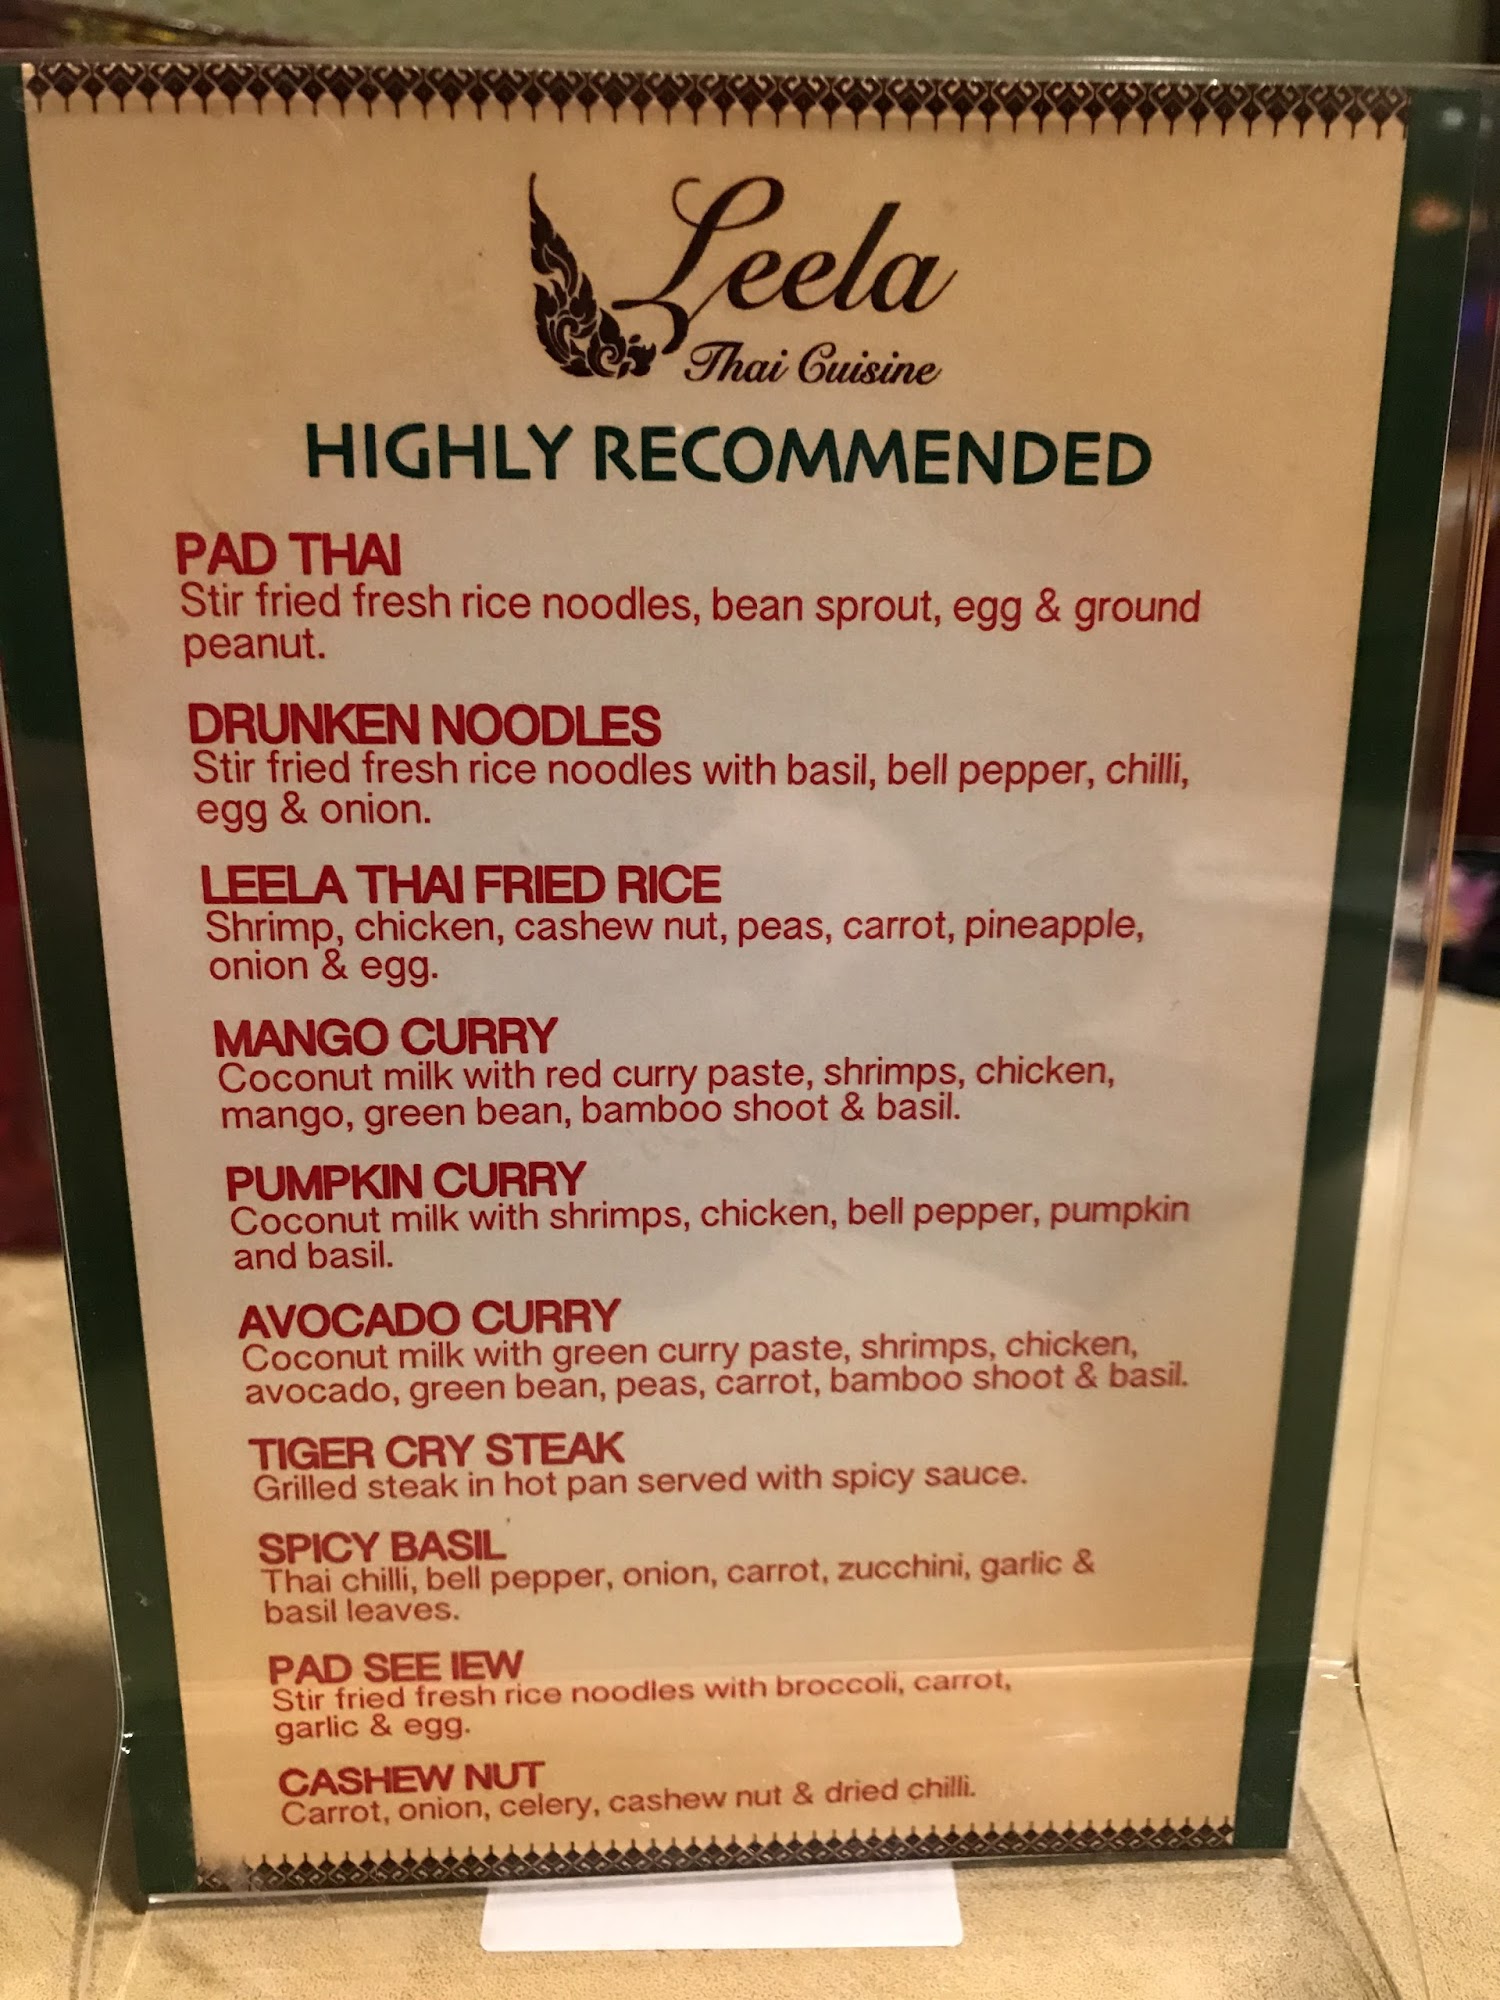 Leela
Thai Cuisine
HIGHLY RECOMMENDED
PAD THAI
Stir fried fresh rice noodles, bean sprout, egg & ground
peanut.
DRUNKEN NOODLES
Stir fried fresh rice noodles with basil, bell pepper, chilli,
egg & onion.
LEELA THAI FRIED RICE
Shrimp, chicken, cashew nut, peas, carrot, pineapple,
onion & egg.
MANGO CURRY
Coconut milk with red curry paste, shrimps, chicken,
mango, green bean, bamboo shoot & basil.
PUMPKIN CURRY
Coconut milk with shrimps, chicken, bell pepper, pumpkin
and basil.
AVOCADO CURRY
Coconut milk with green curry paste, shrimps, chicken,
avocado, green bean, peas, carrot, bamboo shoot & basil.
TIGER CRY STEAK
Grilled steak in hot pan served with spicy sauce.
SPICY BASIL
Thai chilli, bell pepper, onion, carrot, zucchini, garlic &
basil leaves.
PAD SEE IEW
Stir fried fresh rice noodles with broccoli, carrot,
garlic & egg.
CASHEW NUT
Carrot, onion, celery, cashew nut & dried chilli.